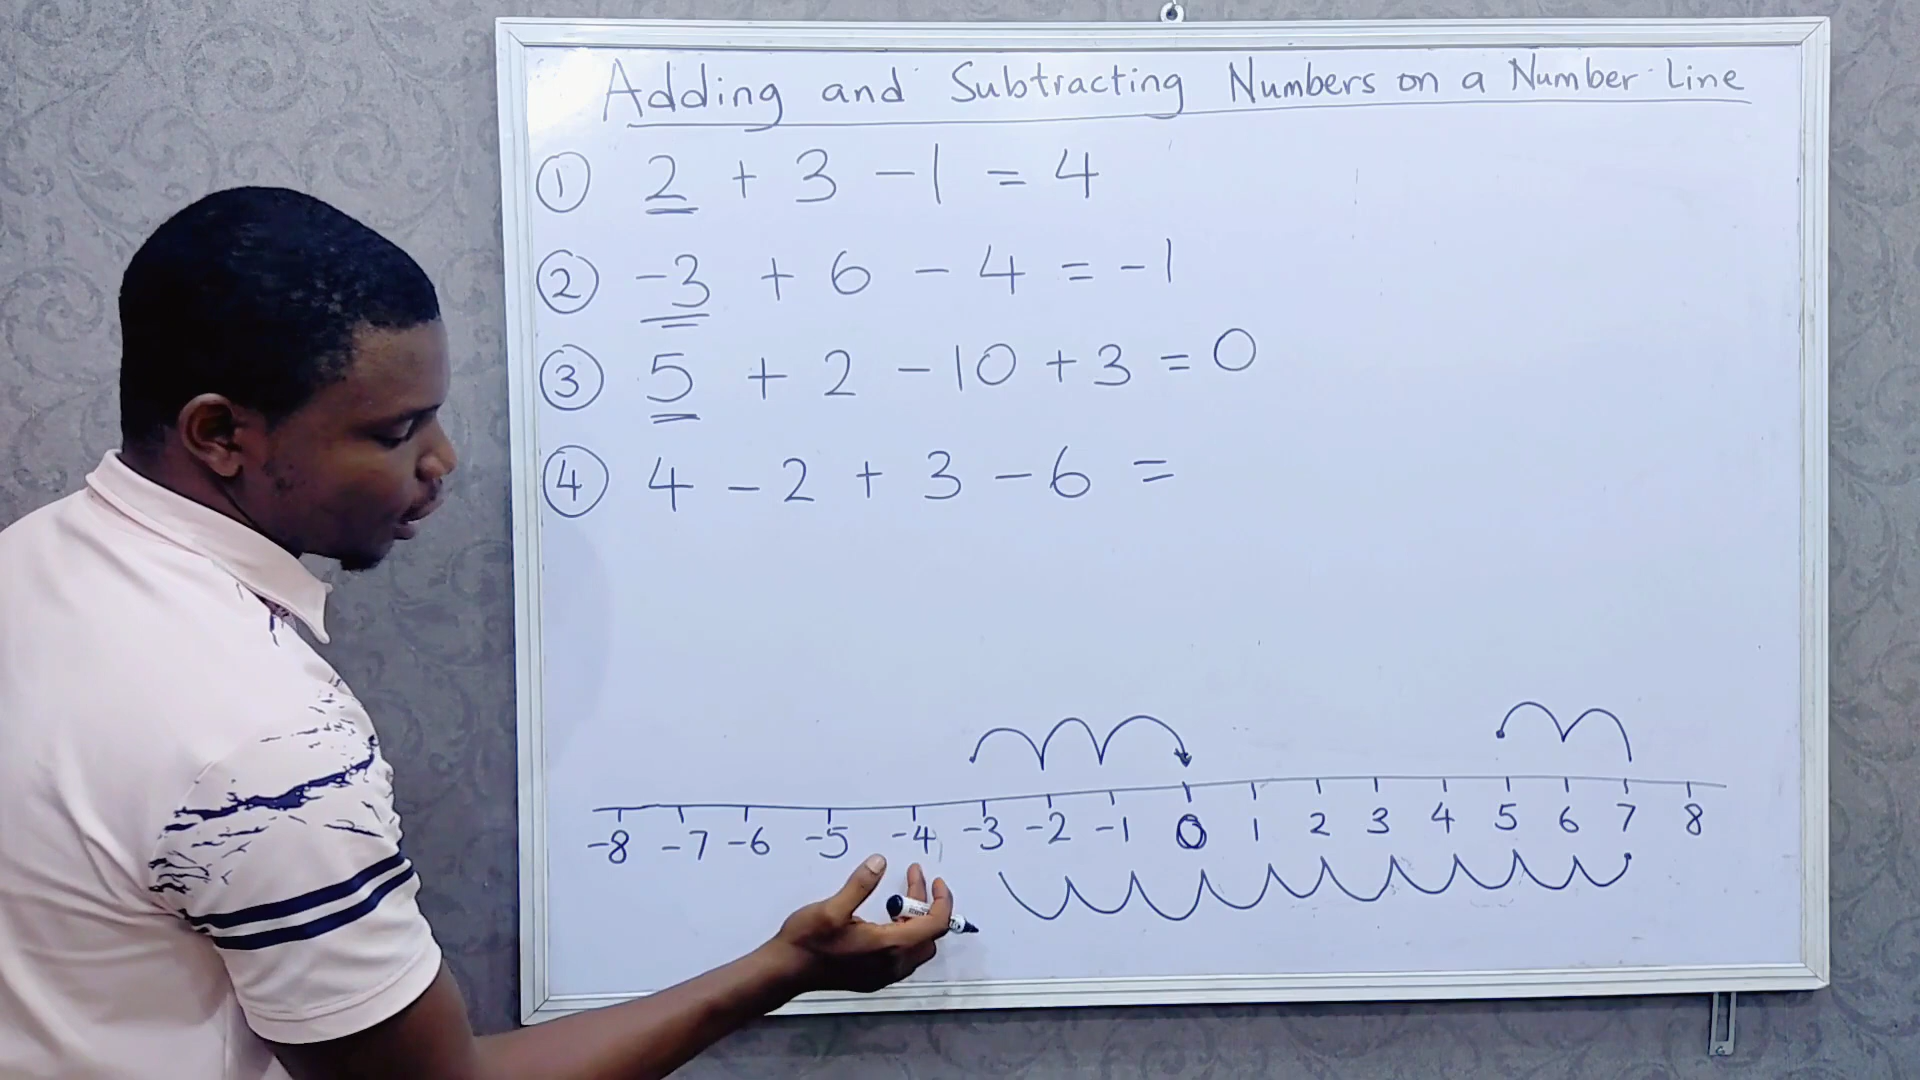 Adding and Subtracting Numbers on a Number Line
① 2 + 3 - 1 = 4
② -3 + 6 - 4 = -1
③ 5 + 2 - 10 + 3 = 0
④ 4 - 2 + 3 - 6 =
-8 -7 -6 -5 -4 -3 -2 -1 0 1 2 3 4 5 6 7 8